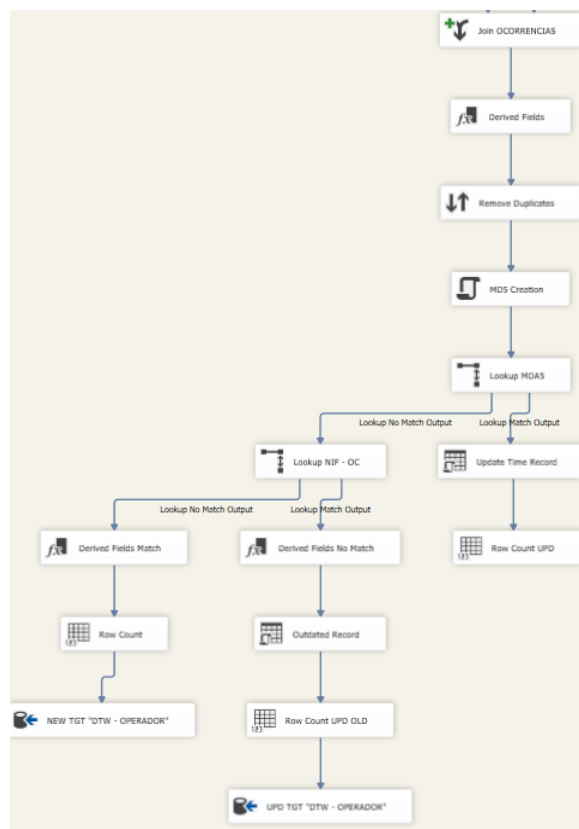 Join OCORRENCIAS
Derived Fields
Remove Duplicates
MD5 Creation
Lookup MDA5
Lookup No Match Output
Lookup Match Output
Lookup NIF - OC
Update Time Record
Lookup No Match Output
Lookup Match Output
Derived Fields Match
Derived Fields No Match
Row Count UPD
Row Count
Outdated Record
NEW TGT "DTW - OPERADOR"
Row Count UPD OLD
UPD TGT "DTW - OPERADOR"